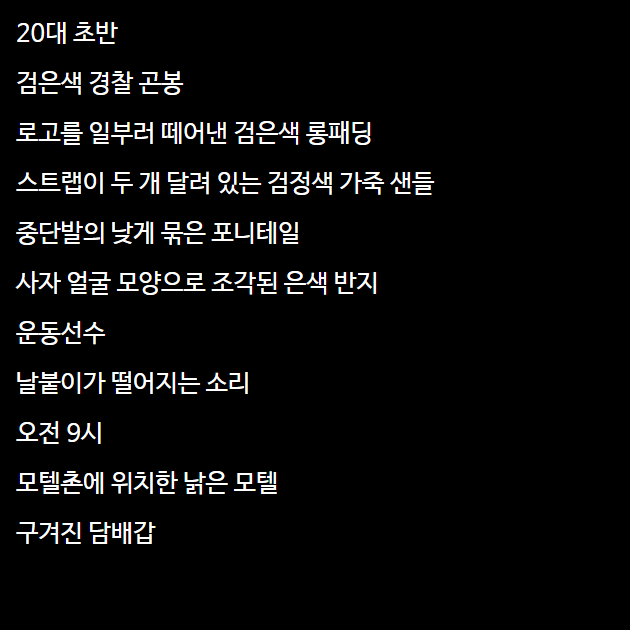 20대 초반
검은색 경찰 곤봉
로고를 일부러 떼어낸 검은색 롱패딩
스트랩이 두 개 달려 있는 검정색 가죽 샌들
중단발의 낮게 묶은 포니테일
사자 얼굴 모양으로 조각된 은색 반지
운동선수
날붙이가 떨어지는 소리
오전 9시
모텔촌에 위치한 낡은 모텔
구겨진 담배갑